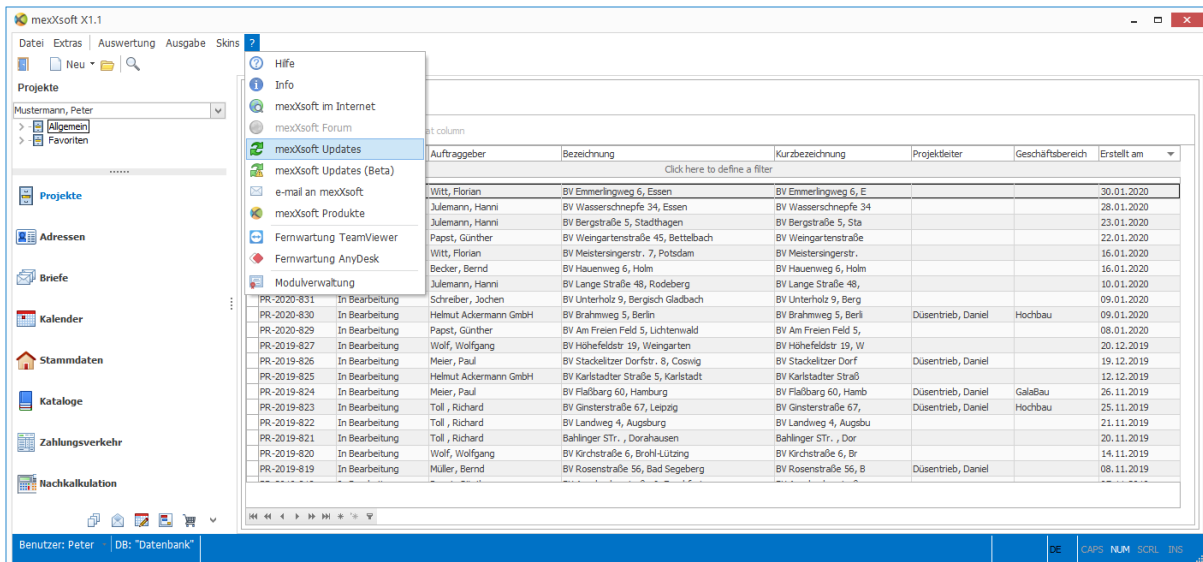 mexXsoft X1.1
Datei Extras Auswertung Ausgabe Skins ?
Neu
Projekte
Mustermann, Peter
Allgemein
Favoriten
Projekte
Adressen
Briefe
Kalender
Stammdaten
Kataloge
Zahlungsverkehr
Nachkalkulation
Hilfe
Info
mexXsoft im Internet
mexXsoft Forum
mexXsoft Updates
mexXsoft Updates (Beta)
e-mail an mexXsoft
mexXsoft Produkte
Fernwartung TeamViewer
Fernwartung AnyDesk
Modulverwaltung
at column
Auftraggeber Bezeichnung Kurzbezeichnung Projektleiter Geschäftsbereich Erstellt am
Click here to define a filter
Witt, Florian BV Emmerlingweg 6, Essen BV Emmerlingweg 6, E 30.01.2020
Julemann, Hanni BV Wasserschnepfe 34, Essen BV Wasserschnepfe 34 28.01.2020
Julemann, Hanni BV Bergstraße 5, Stadthagen BV Bergstraße 5, Sta 23.01.2020
Papst, Günther BV Weingartenstraße 45, Bettelbach BV Weingartenstraße 22.01.2020
Witt, Florian BV Meistersingerstr. 7, Potsdam BV Meistersingerstr. 16.01.2020
Becker, Bernd BV Hauenweg 6, Holm BV Hauenweg 6, Holm 16.01.2020
Julemann, Hanni BV Lange Straße 48, Rodeberg BV Lange Straße 48, 10.01.2020
PR-2020-831 In Bearbeitung Schreiber, Jochen BV Unterholz 9, Bergisch Gladbach BV Unterholz 9, Berg 09.01.2020
PR-2020-830 In Bearbeitung Helmut Ackermann GmbH BV Brahmweg 5, Berlin BV Brahmweg 5, Berli Düsentrieb, Daniel Hochbau 09.01.2020
PR-2020-829 In Bearbeitung Papst, Günther BV Am Freien Feld 5, Lichtenwald BV Am Freien Feld 5, 08.01.2020
PR-2019-827 In Bearbeitung Wolf, Wolfgang BV Höhefeldstr 19, Weingarten BV Höhefeldstr 19, W 20.12.2019
PR-2019-826 In Bearbeitung Meier, Paul BV Stackelitzer Dorfstr. 8, Coswig BV Stackelitzer Dorf Düsentrieb, Daniel 19.12.2019
PR-2019-825 In Bearbeitung Helmut Ackermann GmbH BV Karlstadter Straße 5, Karlstadt BV Karlstadter Straß 12.12.2019
PR-2019-824 In Bearbeitung Meier, Paul BV Flaßbarg 60, Hamburg BV Flaßbarg 60, Hamb Düsentrieb, Daniel GalaBau 26.11.2019
PR-2019-823 In Bearbeitung Toll , Richard BV Ginsterstraße 67, Leipzig BV Ginsterstraße 67, Düsentrieb, Daniel Hochbau 25.11.2019
PR-2019-822 In Bearbeitung Toll , Richard BV Landweg 4, Augsburg BV Landweg 4, Augsbu 21.11.2019
PR-2019-821 In Bearbeitung Toll , Richard Bahlinger STr. , Dorahausen Bahlinger STr. , Dor 20.11.2019
PR-2019-820 In Bearbeitung Wolf, Wolfgang BV Kirchstraße 6, Brohl-Lützing BV Kirchstraße 6, Br 14.11.2019
PR-2019-819 In Bearbeitung Müller, Bernd BV Rosenstraße 56, Bad Segeberg BV Rosenstraße 56, B Düsentrieb, Daniel 08.11.2019
Benutzer: Peter DB: "Datenbank" DE CAPS NUM SCRL INS